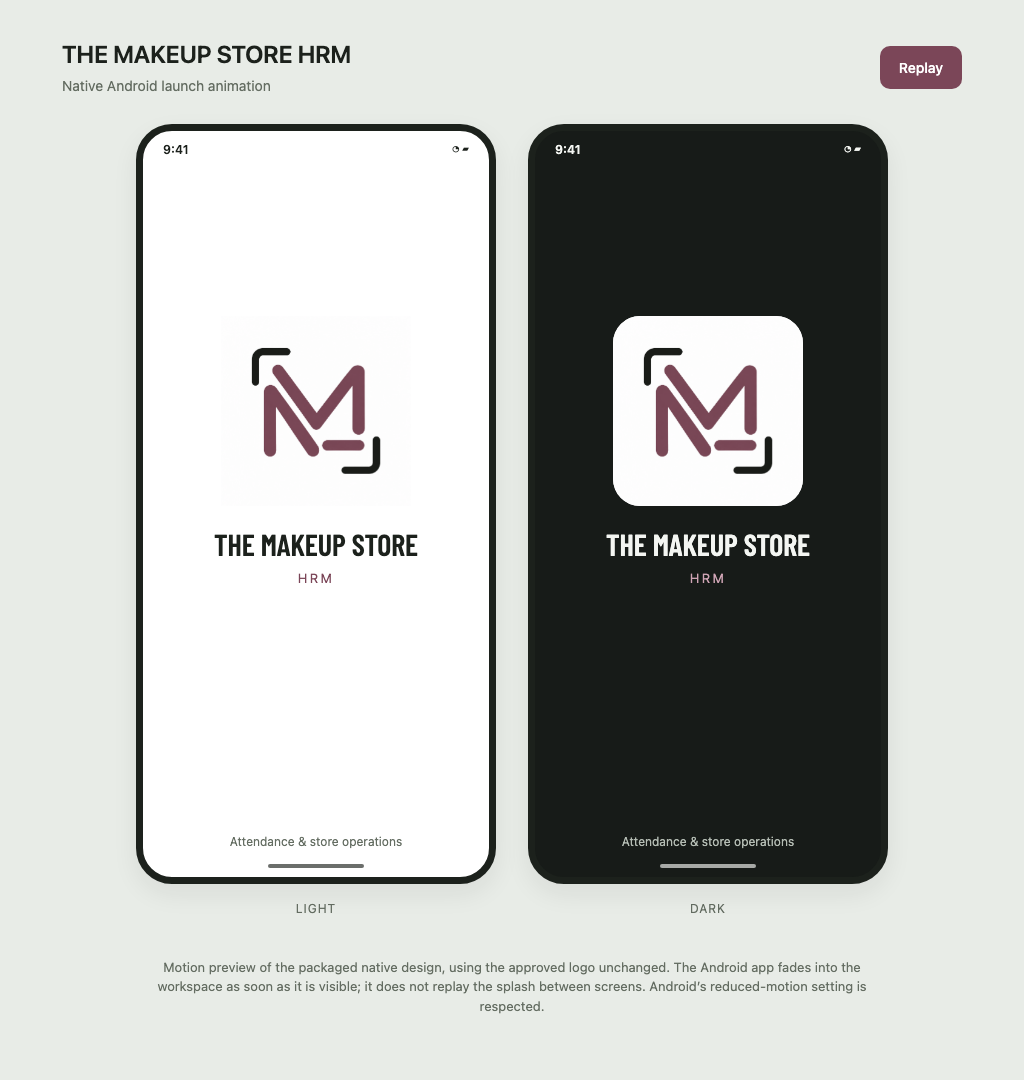 THE MAKEUP STORE HRM
Native Android launch animation
Replay
9:41
THE MAKEUP STORE
HRM
Attendance & store operations
LIGHT
9:41
THE MAKEUP STORE
HRM
Attendance & store operations
DARK
Motion preview of the packaged native design, using the approved logo unchanged. The Android app fades into the
workspace as soon as it is visible; it does not replay the splash between screens. Android's reduced-motion setting is
respected.